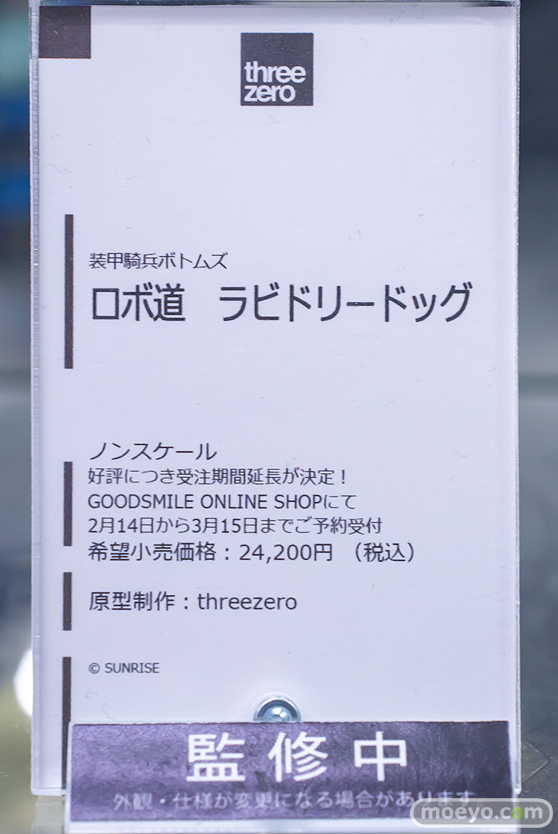 three
zero
装甲騎兵ボトムズ
ロボ道　ラビドリードッグ
ノンスケール
好評につき受注期間延長が決定！
GOODSMILE ONLINE SHOPにて
2月14日から3月15日までご予約受付
希望小売価格：24,200円 （税込）
原型制作：threezero
© SUNRISE
監修中
外観・仕様が変更になる場合があります
moeyo.com